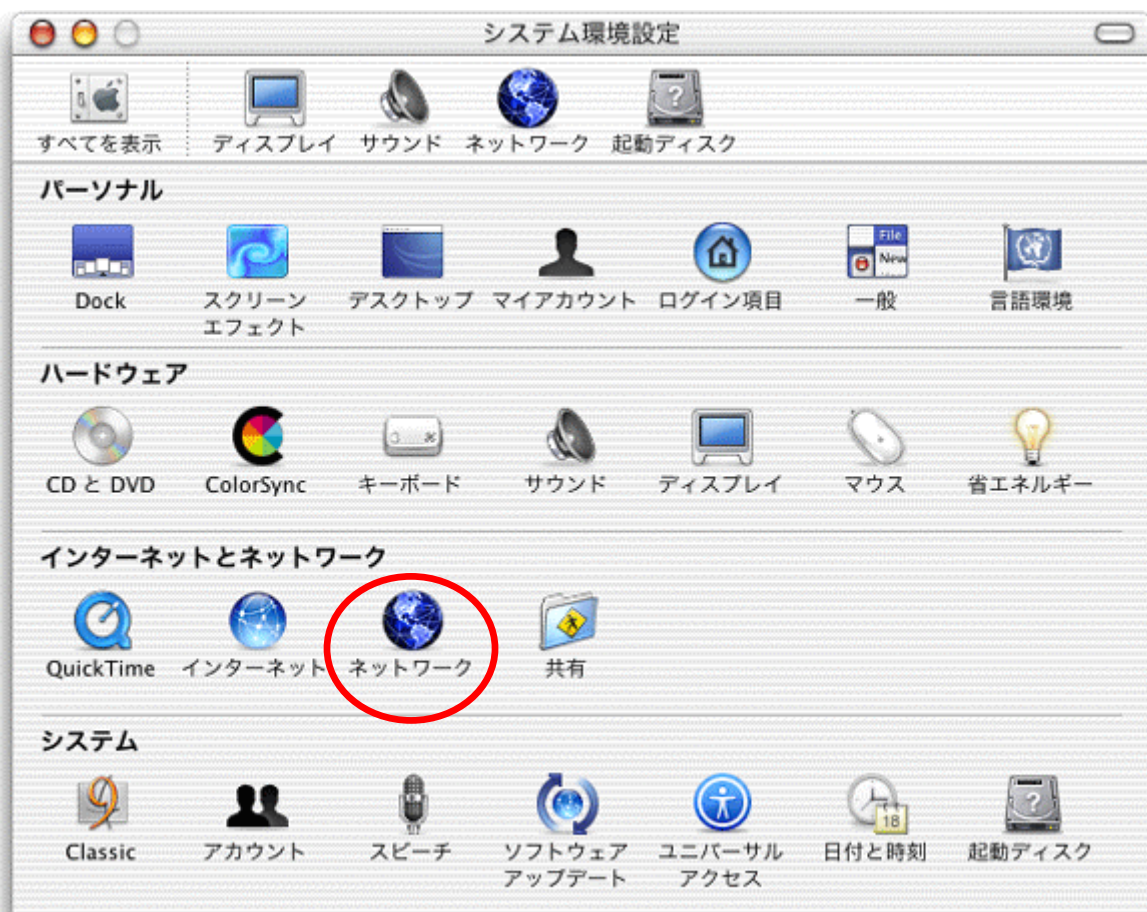 システム環境設定
すべてを表示 ディスプレイ サウンド ネットワーク 起動ディスク
パーソナル
Dock スクリーン デスクトップ マイアカウント ログイン項目 一般 言語環境
エフェクト
File
New
ハードウェア
CD と DVD ColorSync キーボード サウンド ディスプレイ マウス 省エネルギー
3
インターネットとネットワーク
QuickTime インターネット ネットワーク 共有
システム
Classic アカウント スピーチ ソフトウェア ユニバーサル 日付と時刻 起動ディスク
アップデート アクセス
18